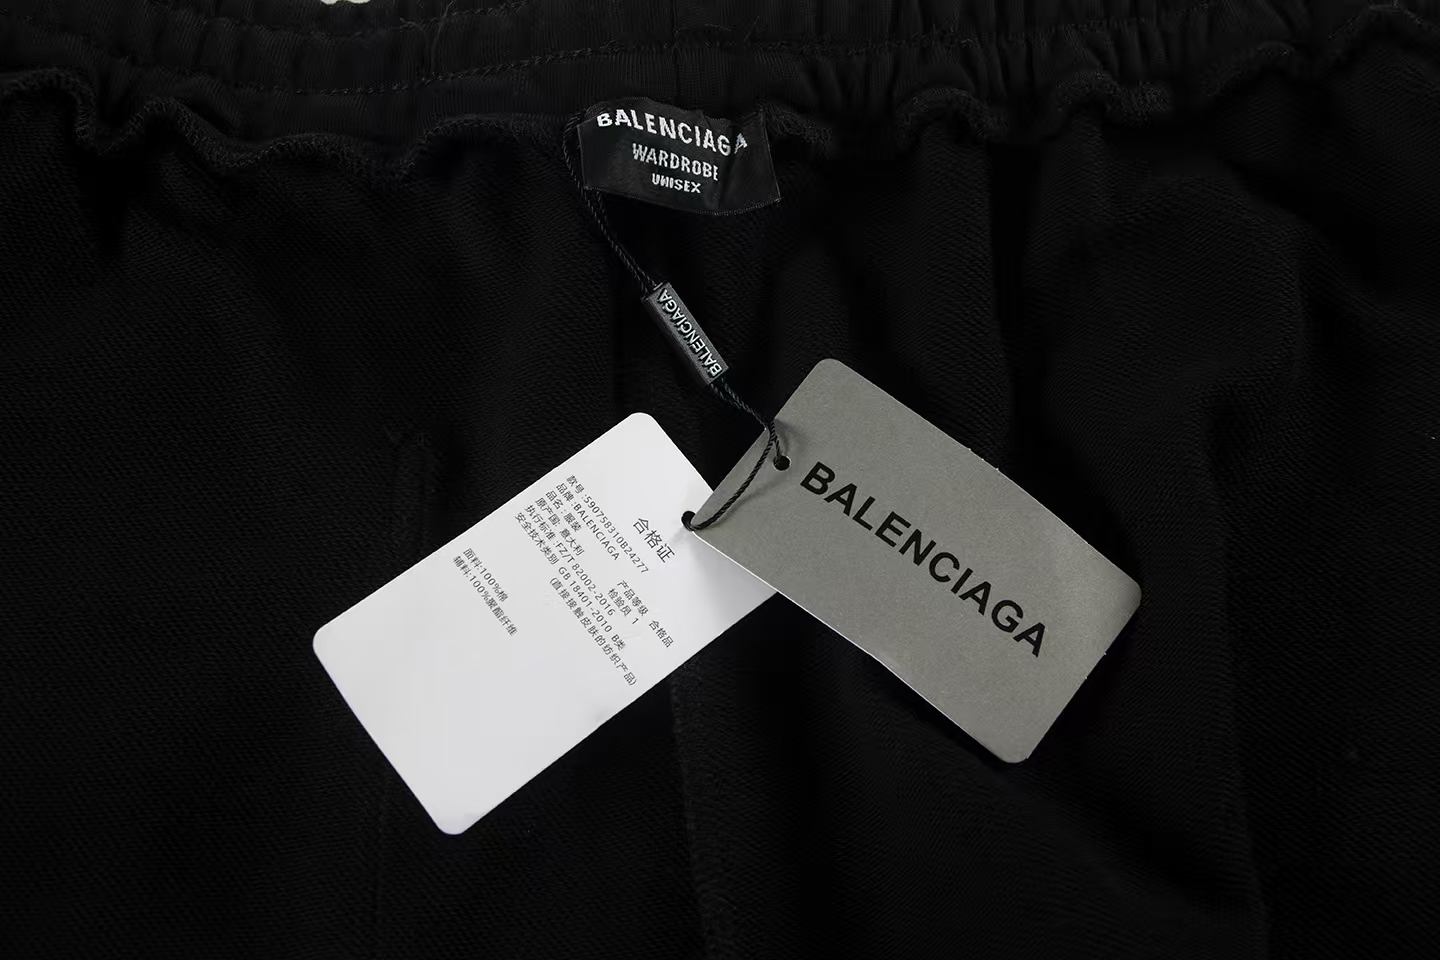 BALENCIAGA
WARDROBE
UNISEX
BALENCIAGA
BALENCIAGA
合格证
款号:590758310B24277
品牌:BALENCIAGA
品名:服装
产品等级 合格品
原产国: 意大利
检验员 1
执行标准:FZ/T 82002-2016
安全技术类别 GB 18401-2010 B类
(直接接触皮肤的纺织产品)
面料:100%棉
辅料:100%聚酯纤维